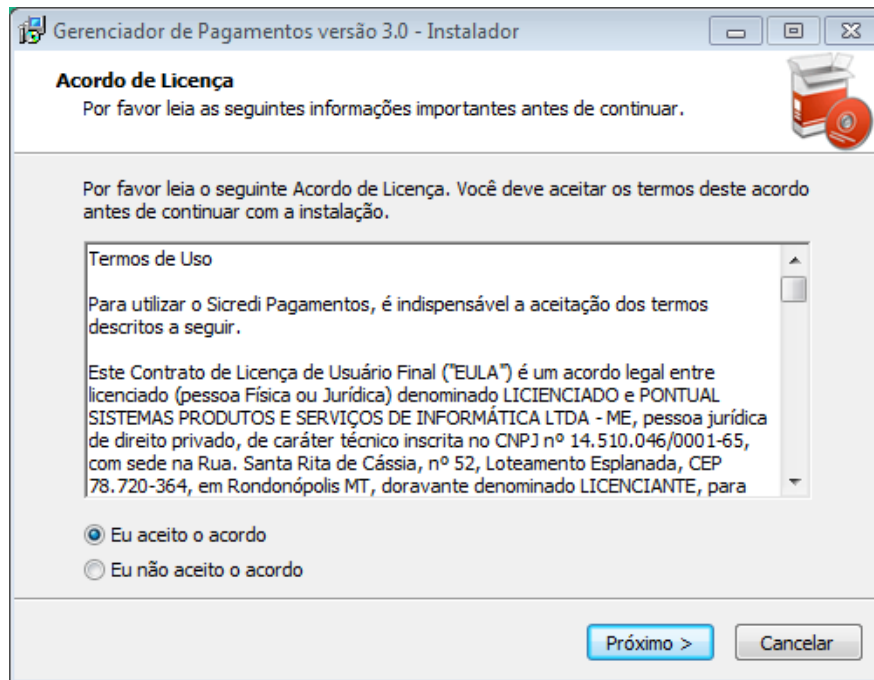 Gerenciador de Pagamentos versão 3.0 - Instalador
Acordo de Licença
Por favor leia as seguintes informações importantes antes de continuar.
Por favor leia o seguinte Acordo de Licença. Você deve aceitar os termos deste acordo
antes de continuar com a instalação.
Termos de Uso
Para utilizar o Sicredi Pagamentos, é indispensável a aceitação dos termos
descritos a seguir.
Este Contrato de Licença de Usuário Final ("EULA") é um acordo legal entre
licenciado (pessoa Física ou Jurídica) denominado LICIENCIADO e PONTUAL
SISTEMAS PRODUTOS E SERVIÇOS DE INFORMÁTICA LTDA - ME, pessoa jurídica
de direito privado, de caráter técnico inscrita no CNPJ nº 14.510.046/0001-65,
com sede na Rua. Santa Rita de Cássia, nº 52, Loteamento Esplanada, CEP
78.720-364, em Rondonópolis MT, doravante denominado LICENCIANTE, para
Eu aceito o acordo
Eu não aceito o acordo
Próximo >
Cancelar